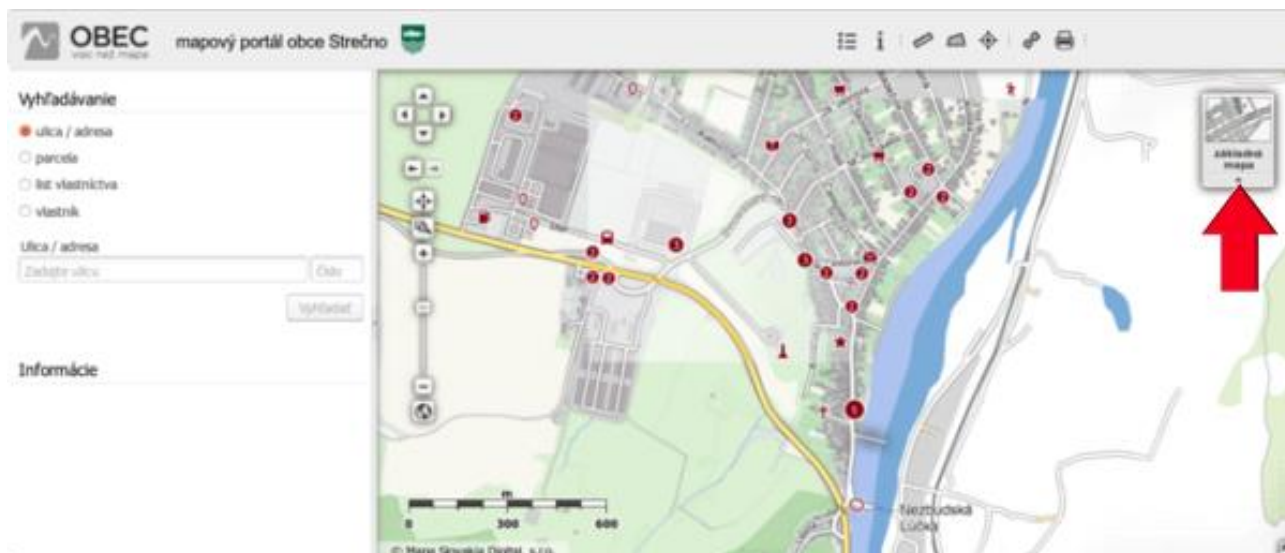 OBEC
viac než mapa
mapový portál obce Strečno
Vyhľadávanie
ulica / adresa
parcela
list vlastníctva
vlastník
Ulica / adresa
Zadajte ulicu
Číslo
Vyhľadať
Informácie
základná
mapa
m
0 300 600
Nezbudská
Lúčka
© Mapa Slovakia Digital, s.r.o.